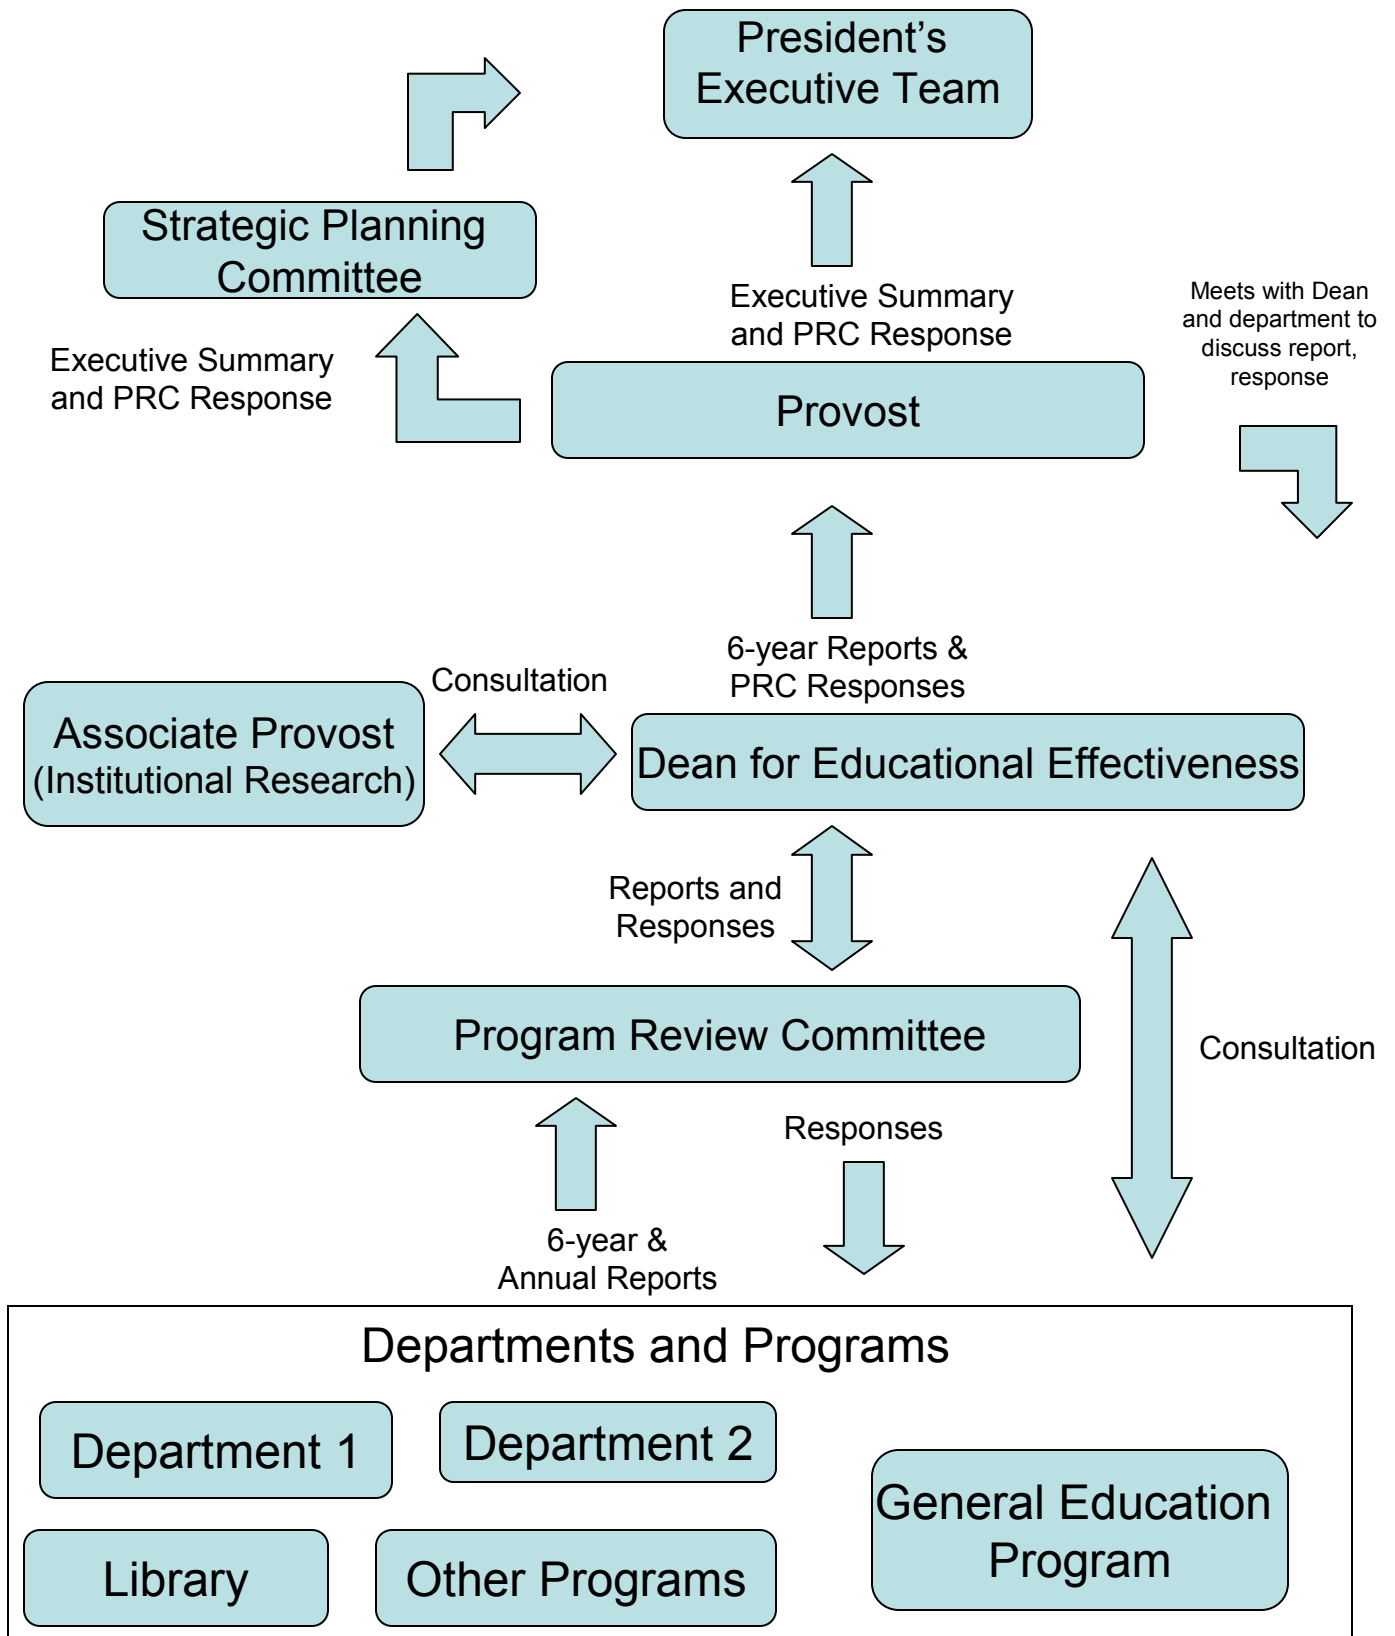 President’s
Executive Team
Strategic Planning
Committee
Executive Summary
and PRC Response
Executive Summary
and PRC Response
Meets with Dean
and department to
discuss report,
response
Provost
6-year Reports &
PRC Responses
Consultation
Associate Provost
(Institutional Research)
Dean for Educational Effectiveness
Reports and
Responses
Program Review Committee
Consultation
Responses
6-year &
Annual Reports
Departments and Programs
Department 1
Department 2
General Education
Program
Library
Other Programs